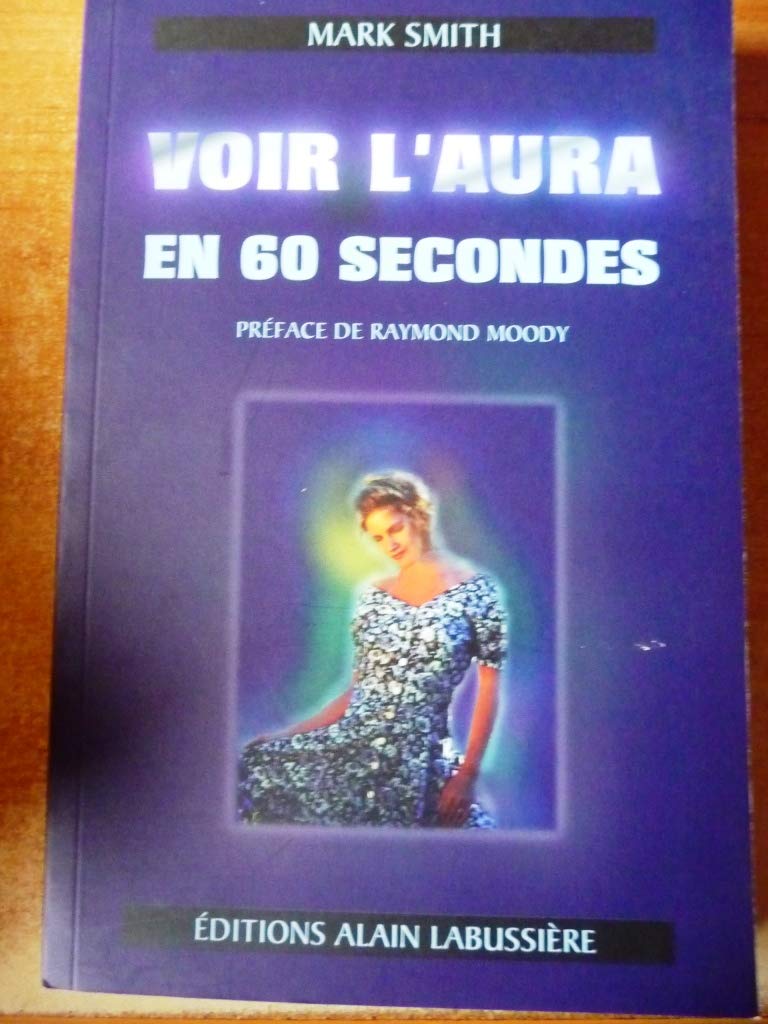 MARK SMITH
VOIR L'AURA
EN 60 SECONDES
PRÉFACE DE RAYMOND MOODY
ÉDITIONS ALAIN LABUSSIÈRE